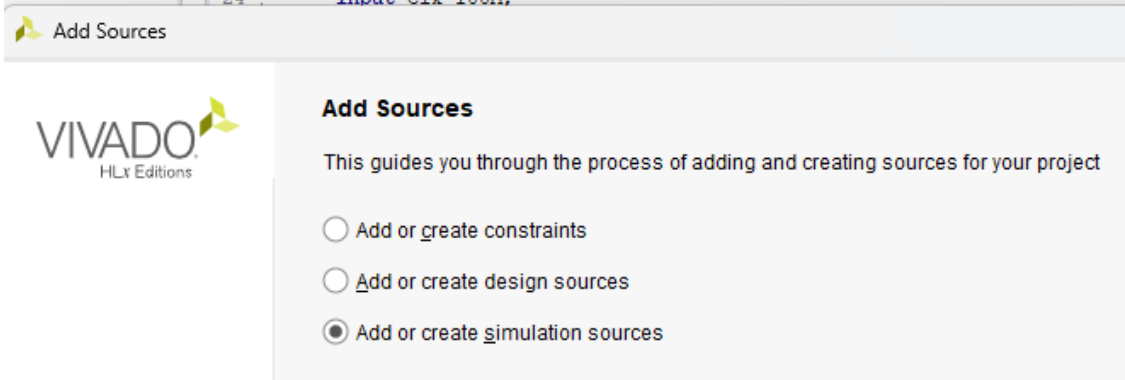 Add Sources
VIVADO
HLx Editions
Add Sources
This guides you through the process of adding and creating sources for your project
Add or create constraints
Add or create design sources
Add or create simulation sources